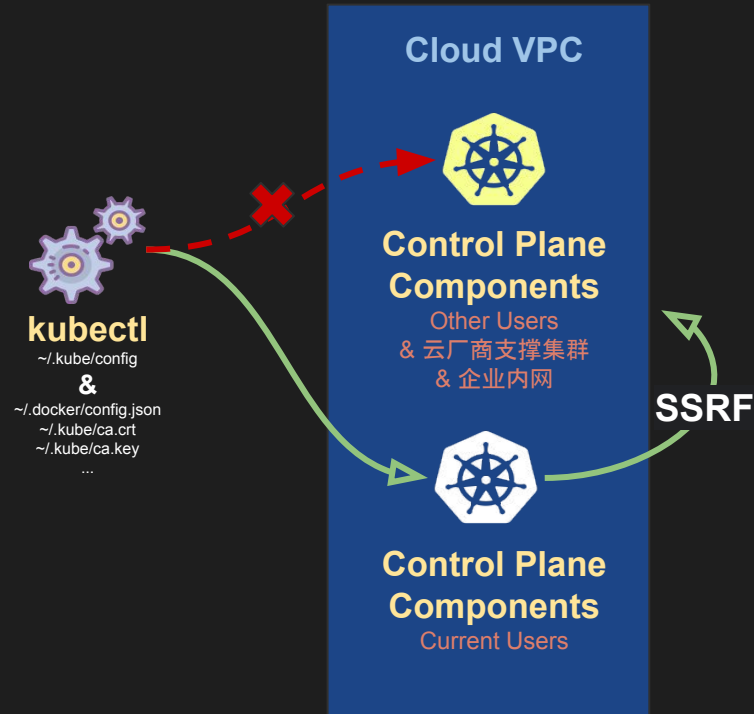 Cloud VPC
Control Plane
Components
Other Users
& 云厂商支撑集群
& 企业内网
kubectl
~/.kube/config
&
~/.docker/config.json
~/.kube/ca.crt
~/.kube/ca.key
...
SSRF
Control Plane
Components
Current Users